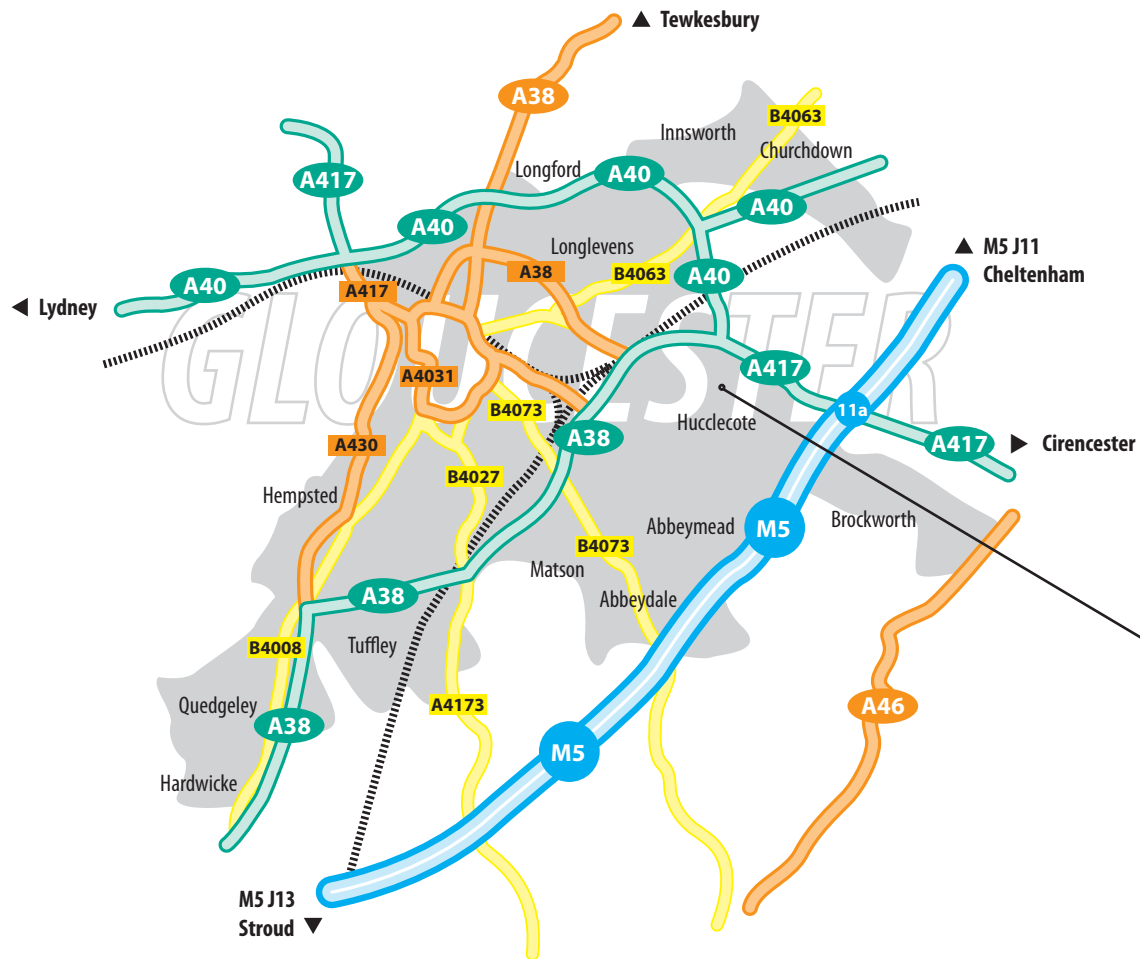 ▲ Tewkesbury
A38
B4063
Innsworth
Churchdown
Longford
A40
A417
A40
A40
Longlevens
M5 J11
▲
Cheltenham
A38
B4063
A40
A40
A417
◀ Lydney
GLOUCESTER
A417
A4031
11a
B4073
Hucclecote
A38
A417
▶ Cirencester
A430
B4027
Hempsted
Abbeymead
M5
Brockworth
B4073
Matson
A38
Abbeydale
B4008
Tuffley
Quedgeley
A4173
A46
A38
M5
Hardwicke
M5 J13
Stroud ▼